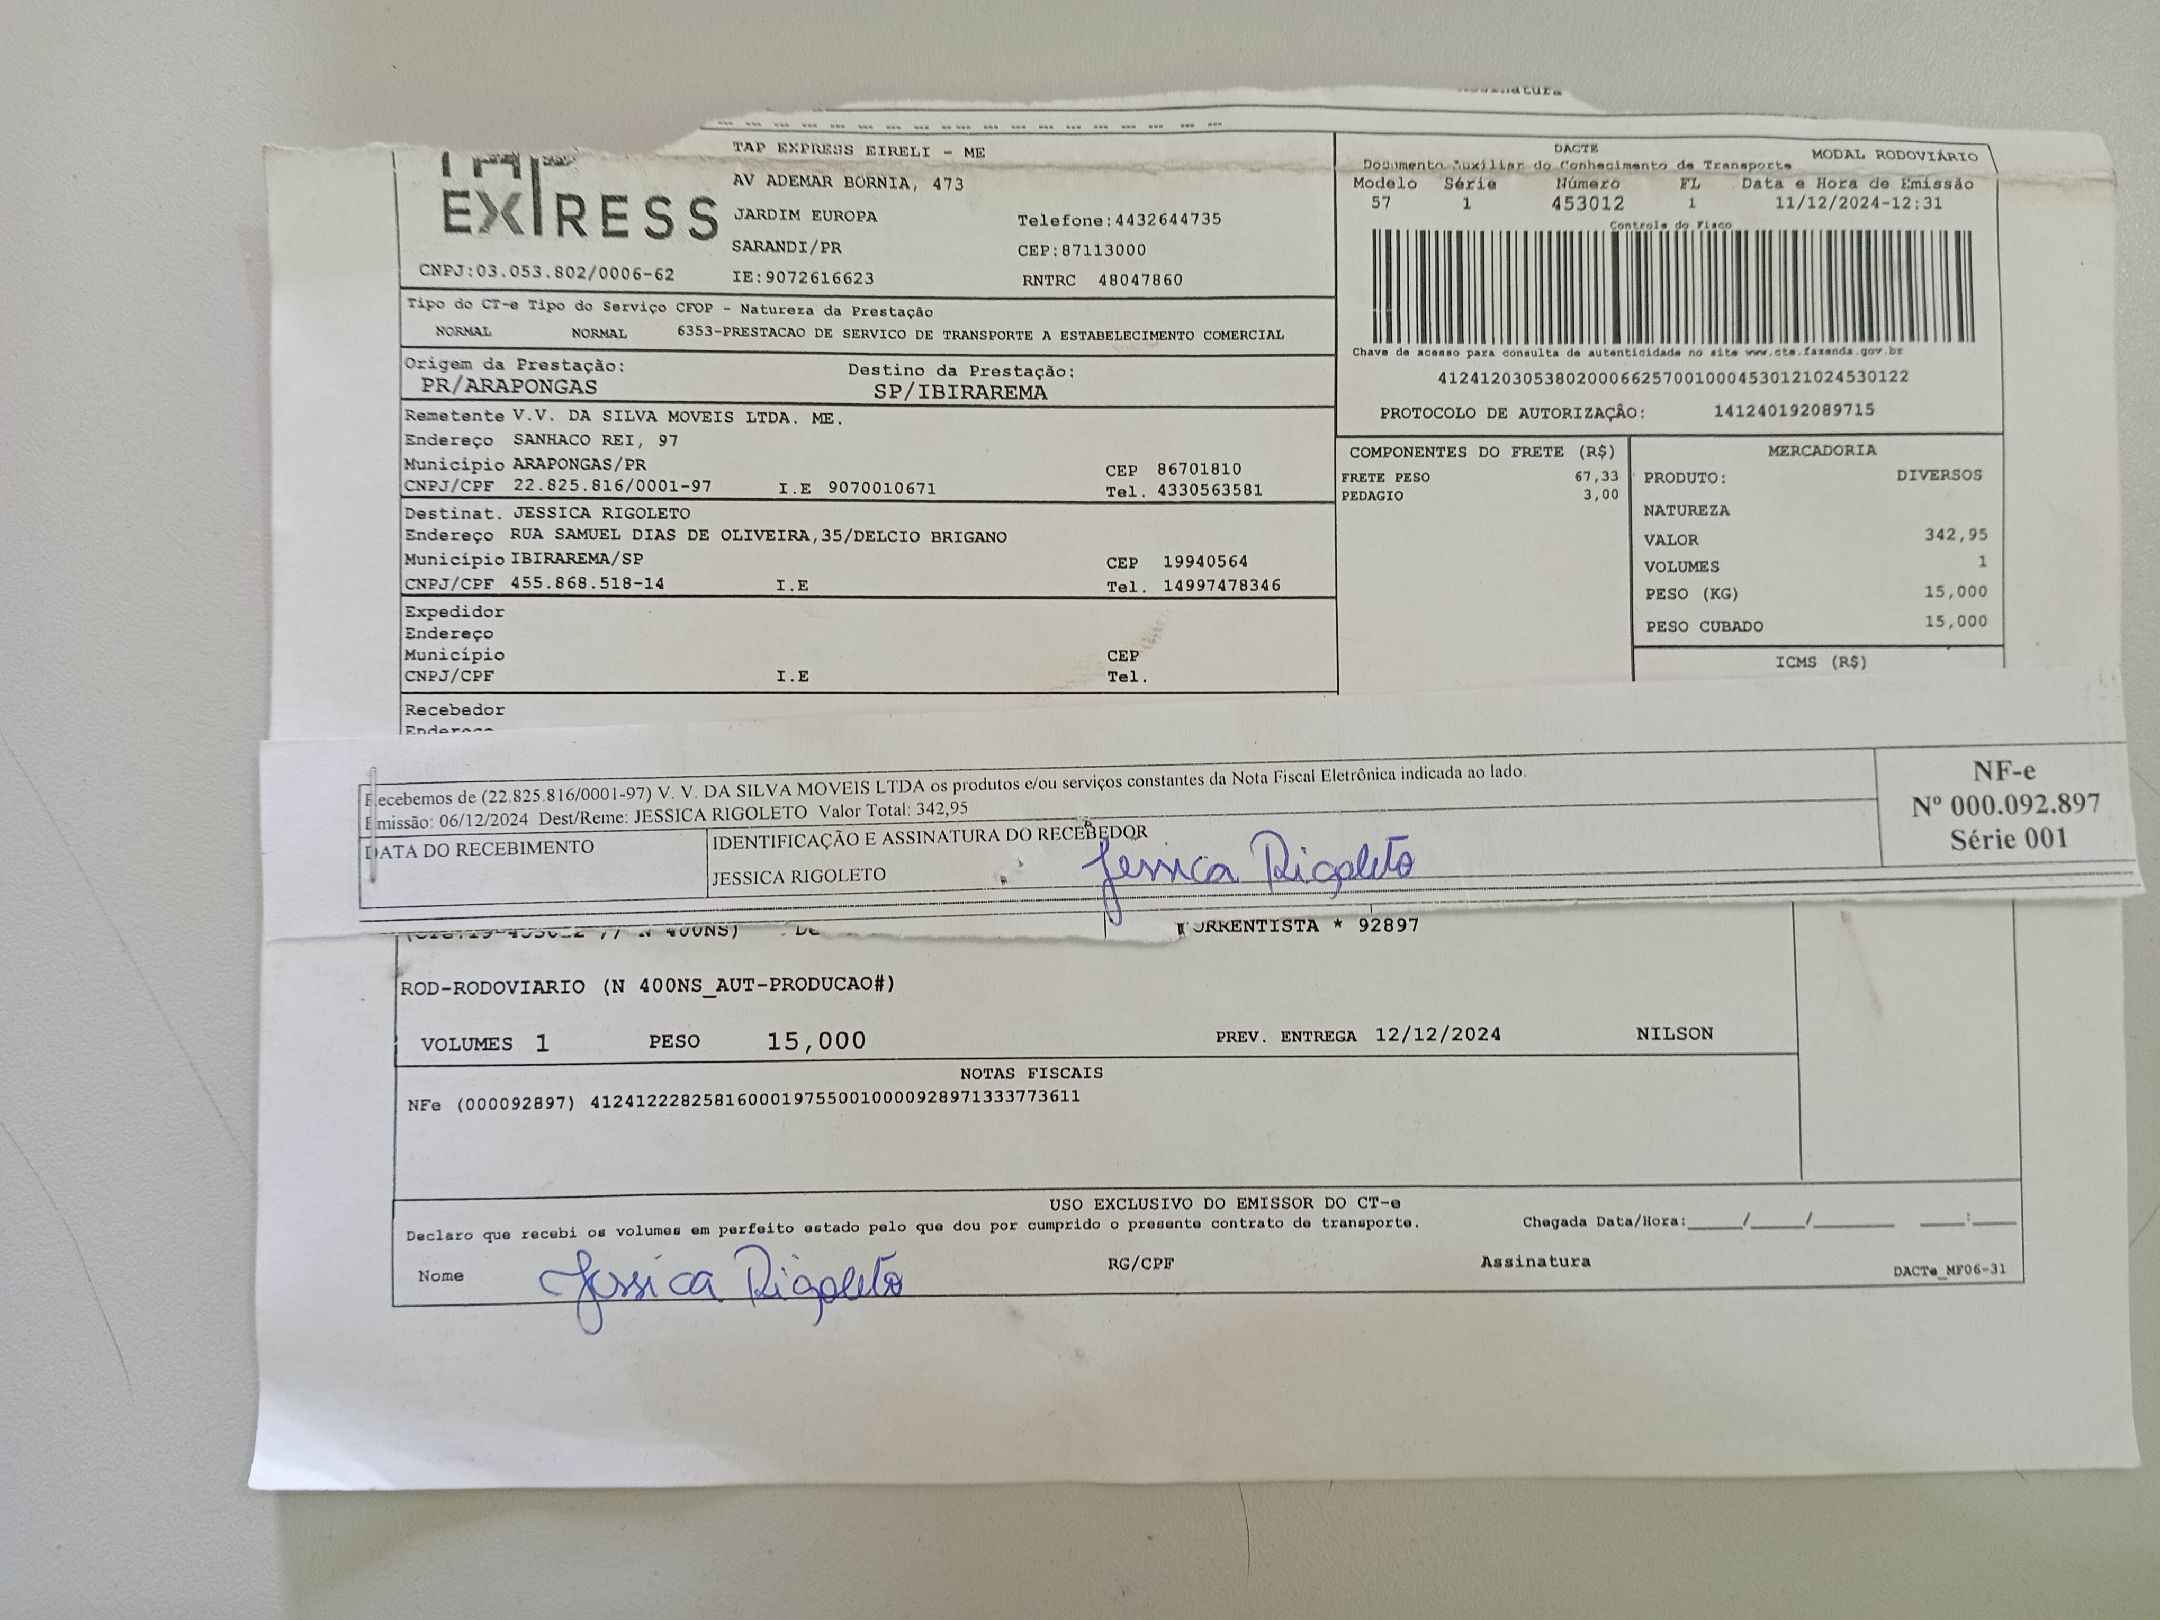 TAP EXPRESS EIRELI - ME
AV ADEMAR BORNIA, 473
EXPRESS
JARDIM EUROPA Telefone:4432644735
SARANDI/PR CEP:87113000
CNPJ:03.053.802/0006-62 IE:9072616623 RNTRC 48047860
DACTE
Documento Auxiliar do Conhecimento de Transporte MODAL RODOVIÁRIO
Modelo Série Número FL Data e Hora de Emissão
57 1 453012 1 11/12/2024-12:31
Controle do Fisco
Chave de acesso para consulta de autenticidade no site www.cte.fazenda.gov.br
41241203053802000662570010004530121024530122
PROTOCOLO DE AUTORIZAÇÃO: 141240192089715
Tipo do CT-e Tipo do Serviço CFOP - Natureza da Prestação
NORMAL NORMAL 6353-PRESTACAO DE SERVICO DE TRANSPORTE A ESTABELECIMENTO COMERCIAL
Origem da Prestação: Destino da Prestação:
PR/ARAPONGAS SP/IBIRAREMA
Remetente V.V. DA SILVA MOVEIS LTDA. ME.
Endereço SANHACO REI, 97
Município ARAPONGAS/PR CEP 86701810
CNPJ/CPF 22.825.816/0001-97 I.E 9070010671 Tel. 4330563581
Destinat. JESSICA RIGOLETO
Endereço RUA SAMUEL DIAS DE OLIVEIRA,35/DELCIO BRIGANO
Município IBIRAREMA/SP CEP 19940564
CNPJ/CPF 455.868.518-14 I.E Tel. 14997478346
Expedidor
Endereço
Município CEP
CNPJ/CPF I.E Tel.
Recebedor
COMPONENTES DO FRETE (R$)
FRETE PESO 67,33
PEDAGIO 3,00
MERCADORIA
PRODUTO: DIVERSOS
NATUREZA
VALOR 342,95
VOLUMES 1
PESO (KG) 15,000
PESO CUBADO 15,000
ICMS (R$)
Recebemos de (22.825.816/0001-97) V. V. DA SILVA MOVEIS LTDA os produtos e/ou serviços constantes da Nota Fiscal Eletrônica indicada ao lado.
Emissão: 06/12/2024 Dest/Reme: JESSICA RIGOLETO Valor Total: 342,95
DATA DO RECEBIMENTO IDENTIFICAÇÃO E ASSINATURA DO RECEBEDOR
JESSICA RIGOLETO Jessica Rigoleto
NF-e
Nº 000.092.897
Série 001
* 92897
ROD-RODOVIARIO (N 400NS_AUT-PRODUCAO#)
VOLUMES 1 PESO 15,000 PREV. ENTREGA 12/12/2024 NILSON
NOTAS FISCAIS
NFe (000092897) 41241222825816000197550010000928971333773611
USO EXCLUSIVO DO EMISSOR DO CT-e
Declaro que recebi os volumes em perfeito estado pelo que dou por cumprido o presente contrato de transporte. Chegada Data/Hora:____/____/______ ___:___
Nome Jessica Rigoleto RG/CPF Assinatura DACTe_MF06-31